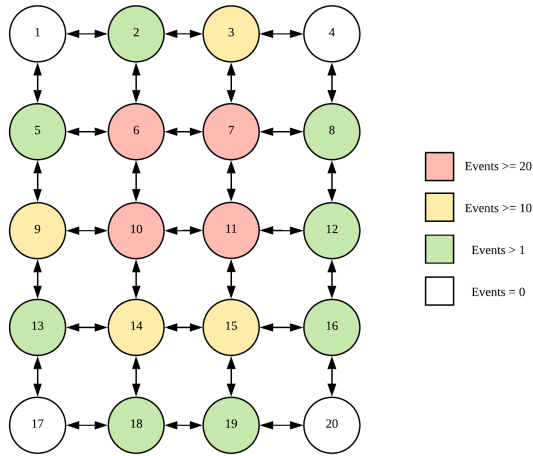 1 2 3 4
5 6 7 8
Events >= 20
Events >= 10
9 10 11 12
Events > 1
Events = 0
13 14 15 16
17 18 19 20